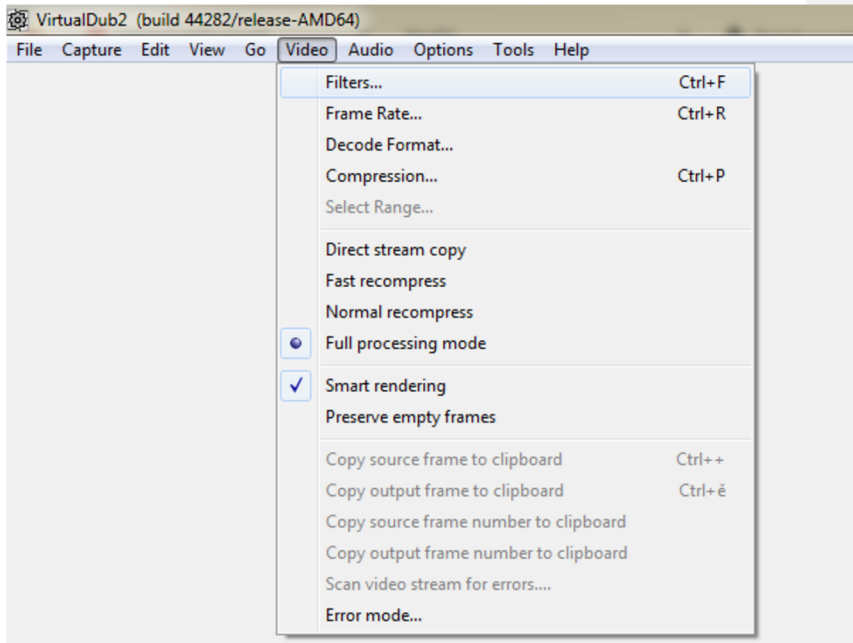 VirtualDub2 (build 44282/release-AMD64)
File Capture Edit View Go Video Audio Options Tools Help
Filters... Ctrl+F
Frame Rate... Ctrl+R
Decode Format...
Compression... Ctrl+P
Select Range...
Direct stream copy
Fast recompress
Normal recompress
Full processing mode
Smart rendering
Preserve empty frames
Copy source frame to clipboard Ctrl++
Copy output frame to clipboard Ctrl+ě
Copy source frame number to clipboard
Copy output frame number to clipboard
Scan video stream for errors....
Error mode...